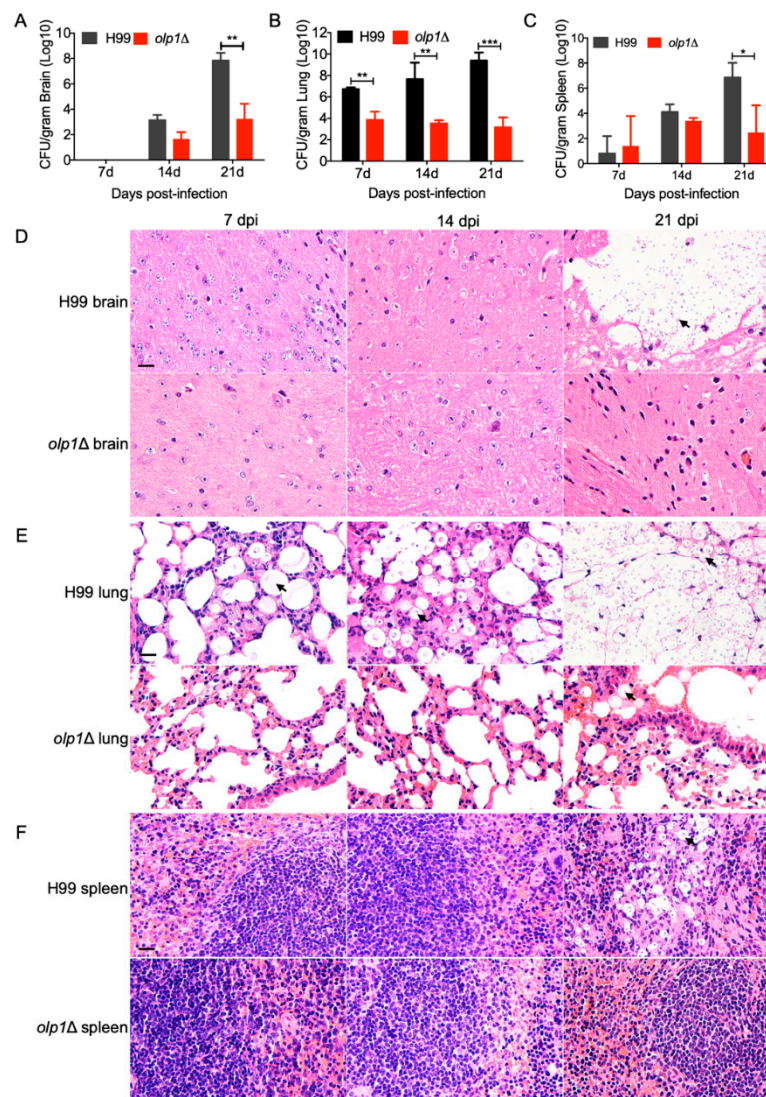 A
H99
olp1Δ
CFU/gram Brain (Log10)
10
8
6
4
2
0
**
7d
14d
21d
Days post-infection
B
H99
olp1Δ
CFU/gram Lung (Log10)
12
10
8
6
4
2
0
**
**
***
7d
14d
21d
Days post-infection
C
H99
olp1Δ
CFU/gram Spleen (Log10)
10
8
6
4
2
0
*
7d
14d
21d
Days post-infection
7 dpi
14 dpi
21 dpi
D
H99 brain
olp1Δ brain
E
H99 lung
olp1Δ lung
F
H99 spleen
olp1Δ spleen